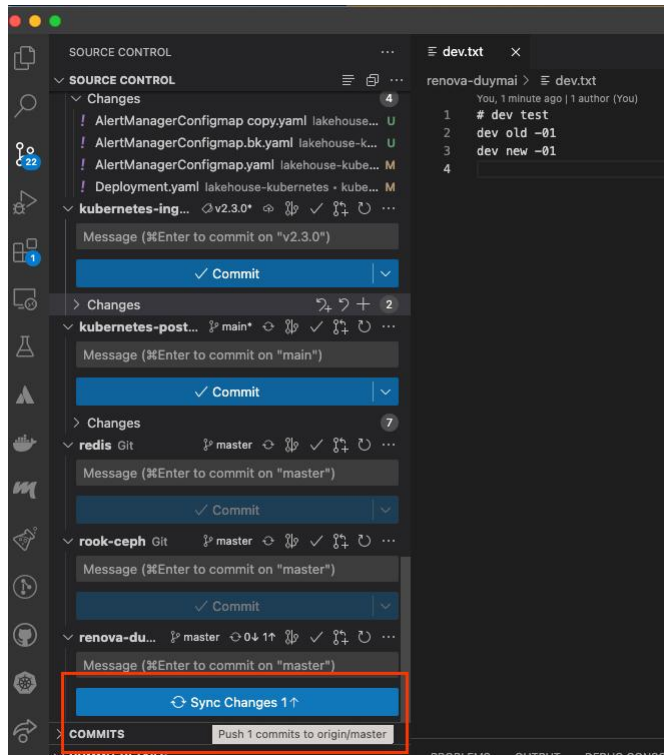 SOURCE CONTROL
SOURCE CONTROL
Changes 4
! AlertManagerConfigmap copy.yaml lakehouse... U
! AlertManagerConfigmap.bk.yaml lakehouse-k... U
! AlertManagerConfigmap.yaml lakehouse-kube... M
! Deployment.yaml lakehouse-kubernetes • kube... M
kubernetes-ing... v2.3.0*
Message (⌘Enter to commit on "v2.3.0")
✓ Commit
Changes 2
kubernetes-post... main*
Message (⌘Enter to commit on "main")
✓ Commit
Changes 7
redis Git master
Message (⌘Enter to commit on "master")
✓ Commit
rook-ceph Git master
Message (⌘Enter to commit on "master")
✓ Commit
renova-du... master 0↓ 1↑
Message (⌘Enter to commit on "master")
Sync Changes 1↑
COMMITS
Push 1 commits to origin/master
22
1
dev.txt
renova-duymai > dev.txt
You, 1 minute ago | 1 author (You)
1 # dev test
2 dev old -01
3 dev new -01
4